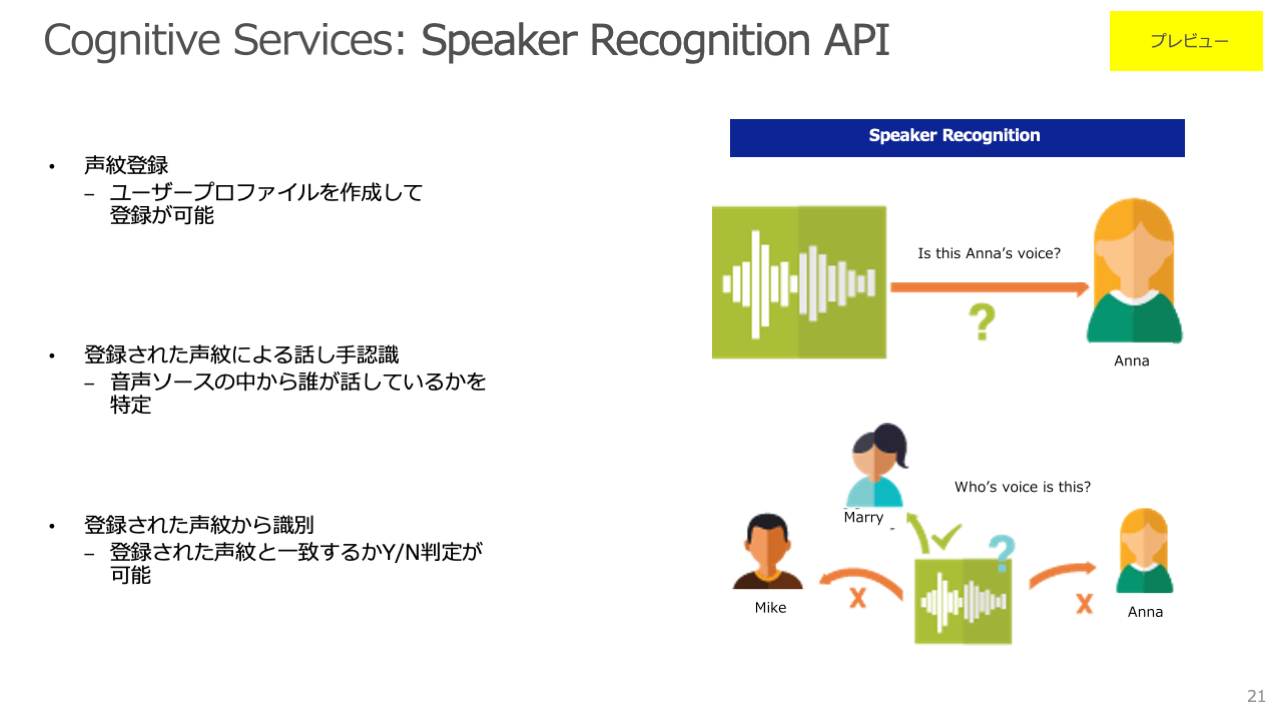 Cognitive Services: Speaker Recognition API
プレビュー
• 声紋登録
– ユーザープロファイルを作成して
登録が可能
• 登録された声紋による話し手認識
– 音声ソースの中から誰が話しているかを
特定
• 登録された声紋から識別
– 登録された声紋と一致するかY/N判定が
可能
Speaker Recognition
Is this Anna's voice?
?
Anna
Who's voice is this?
Marry
?
Mike
X
X
Anna
21